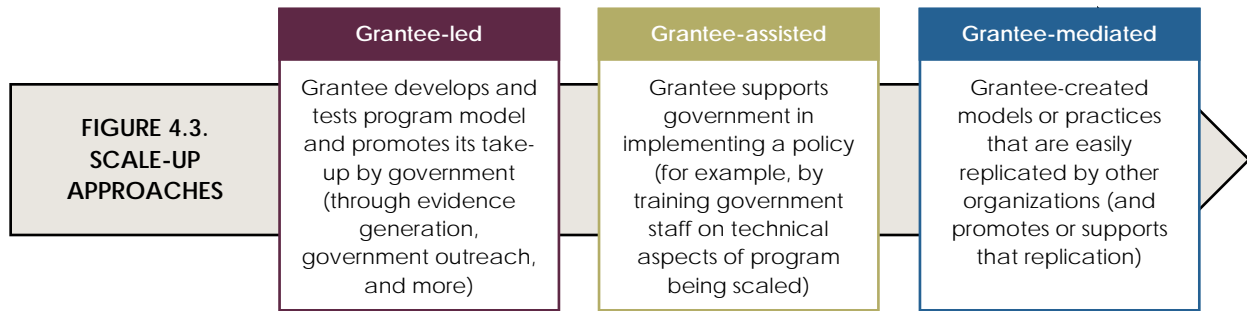 FIGURE 4.3.
SCALE-UP
APPROACHES
Grantee-led
Grantee develops and
tests program model
and promotes its take-
up by government
(through evidence
generation,
government outreach,
and more)
Grantee-assisted
Grantee supports
government in
implementing a policy
(for example, by
training government
staff on technical
aspects of program
being scaled)
Grantee-mediated
Grantee-created
models or practices
that are easily
replicated by other
organizations (and
promotes or supports
that replication)